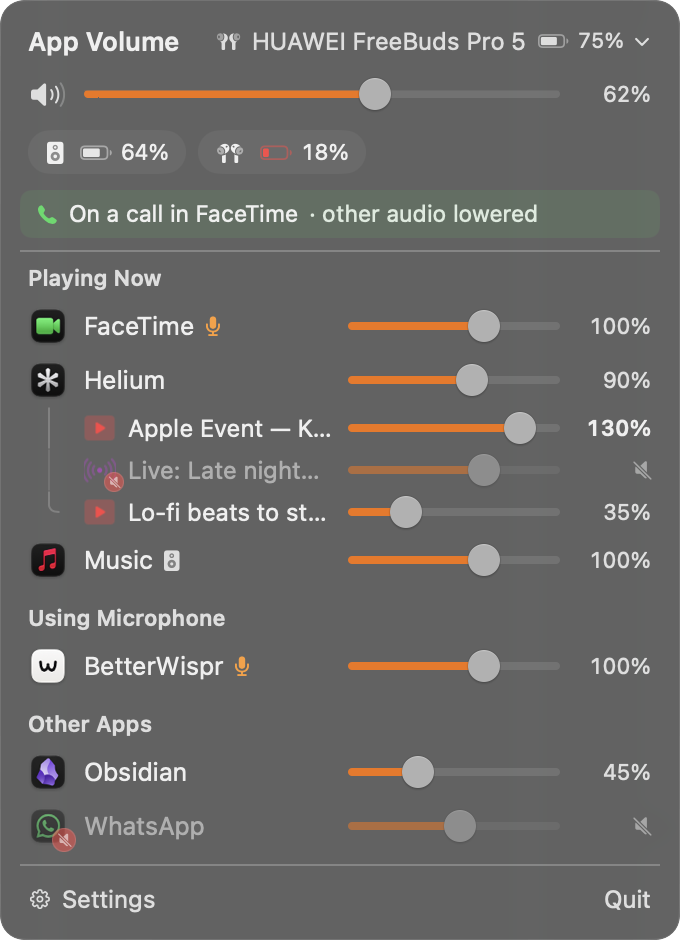 App Volume HUAWEI FreeBuds Pro 5 75%
62%
64% 18%
On a call in FaceTime · other audio lowered
Playing Now
FaceTime 100%
Helium 90%
Apple Event — K... 130%
Live: Late night...
Lo-fi beats to st... 35%
Music 100%
Using Microphone
BetterWispr 100%
Other Apps
Obsidian 45%
WhatsApp
Settings Quit